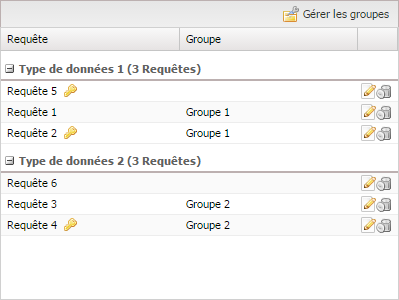 Gérer les groupes
Requête Groupe
Type de données 1 (3 Requêtes)
Requête 5
Requête 1 Groupe 1
Requête 2 Groupe 1
Type de données 2 (3 Requêtes)
Requête 6
Requête 3 Groupe 2
Requête 4 Groupe 2